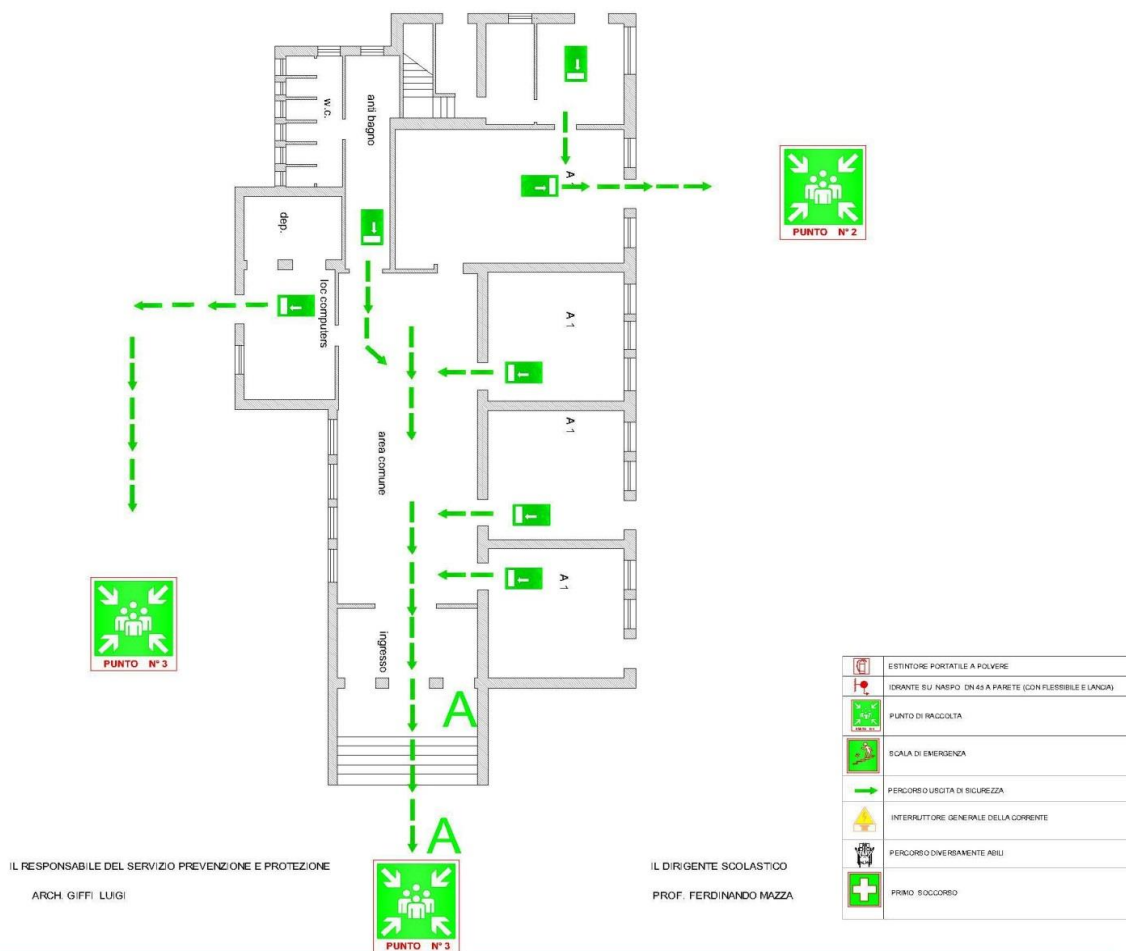 w.c.
anti bagno
A 1
PUNTO N° 2
dep.
loc computers
A 1
A 1
area comune
A 1
ingresso
PUNTO N° 3
A
A
PUNTO N° 3
IL RESPONSABILE DEL SERVIZIO PREVENZIONE E PROTEZIONE
ARCH. GIFFI LUIGI
IL DIRIGENTE SCOLASTICO
PROF. FERDINANDO MAZZA
ESTINTORE PORTATILE A POLVERE
IDRANTE SU NASPO DN 45 A PARETE (CON FLESSIBILE E LANCIA)
PUNTO DI RACCOLTA
SCALA DI EMERGENZA
PERCORSO USCITA DI SICUREZZA
INTERRUTTORE GENERALE DELLA CORRENTE
PERCORSO DIVERSAMENTE ABILI
PRIMO SOCCORSO